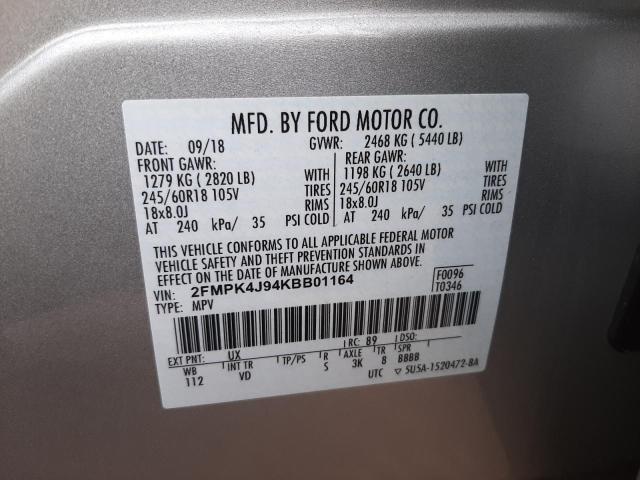 MFD. BY FORD MOTOR CO.
DATE: 09/18 GVWR: 2468 KG ( 5440 LB)
FRONT GAWR: REAR GAWR:
1279 KG ( 2820 LB) WITH 1198 KG ( 2640 LB) WITH
245/60R18 105V TIRES 245/60R18 105V TIRES
18x8.0J RIMS 18x8.0J RIMS
AT 240 kPa/ 35 PSI COLD AT 240 kPa/ 35 PSI COLD
THIS VEHICLE CONFORMS TO ALL APPLICABLE FEDERAL MOTOR
VEHICLE SAFETY AND THEFT PREVENTION STANDARDS IN
EFFECT ON THE DATE OF MANUFACTURE SHOWN ABOVE.
VIN: 2FMPK4J94KBB01164 F0096
TYPE: MPV T0346
EXT PNT: UX RC: 89 DSO:
WB INT TR TP/PS R AXLE TR SPR
112 VD S 3K 8 BBBB
UTC ▽ 5U5A-1520472-BA